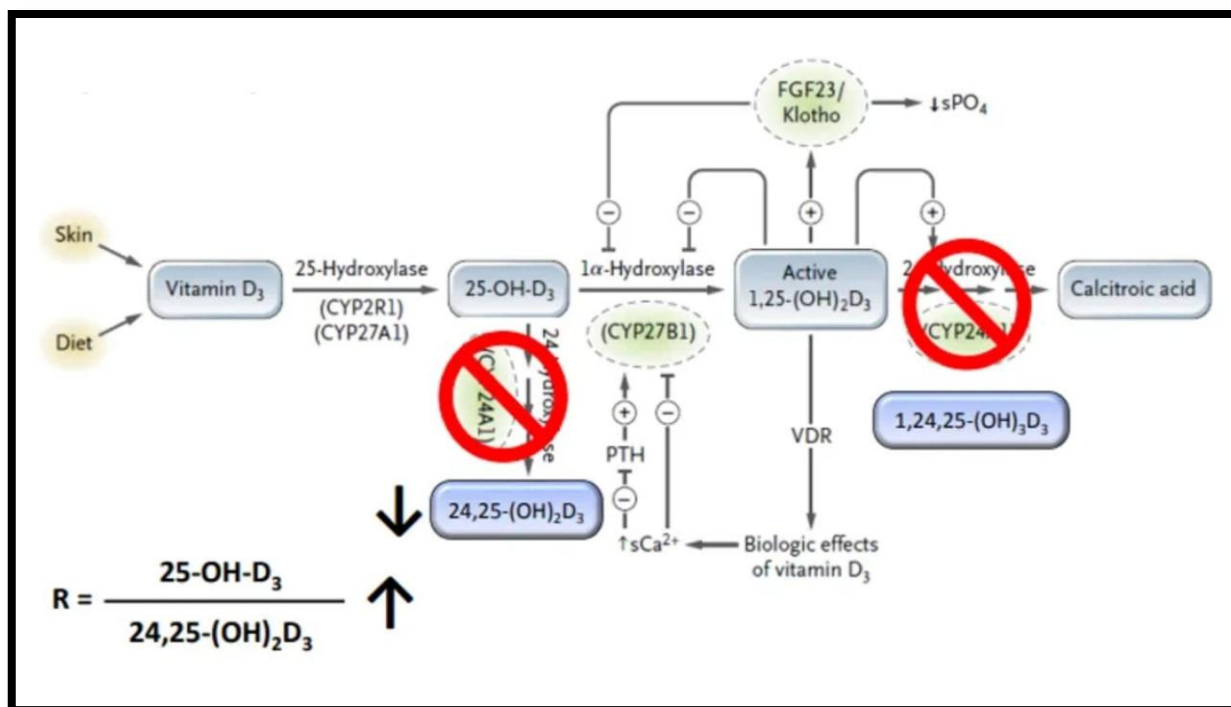 FGF23/
Klotho
↓sPO₄
Skin
Diet
Vitamin D₃
25-Hydroxylase
(CYP2R1)
(CYP27A1)
25-OH-D₃
1α-Hydroxylase
(CYP27B1)
Active
1,25-(OH)₂D₃
Calcitroic acid
1,24,25-(OH)₃D₃
PTH
VDR
24,25-(OH)₂D₃
↑sCa²⁺
Biologic effects
of vitamin D₃
R =
25-OH-D₃
24,25-(OH)₂D₃